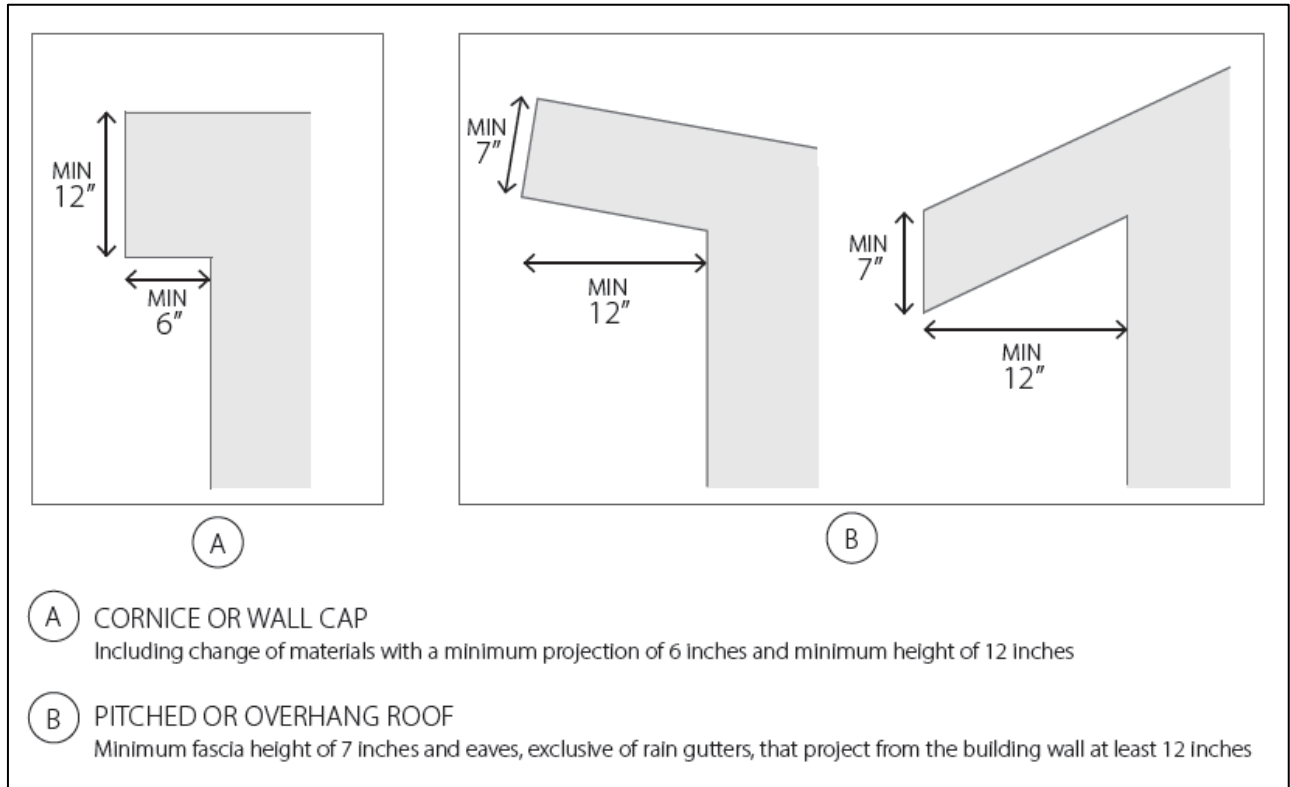 MIN
12"
MIN
6"
MIN
7"
MIN
12"
MIN
7"
MIN
12"
A
B
A CORNICE OR WALL CAP
Including change of materials with a minimum projection of 6 inches and minimum height of 12 inches
B PITCHED OR OVERHANG ROOF
Minimum fascia height of 7 inches and eaves, exclusive of rain gutters, that project from the building wall at least 12 inches